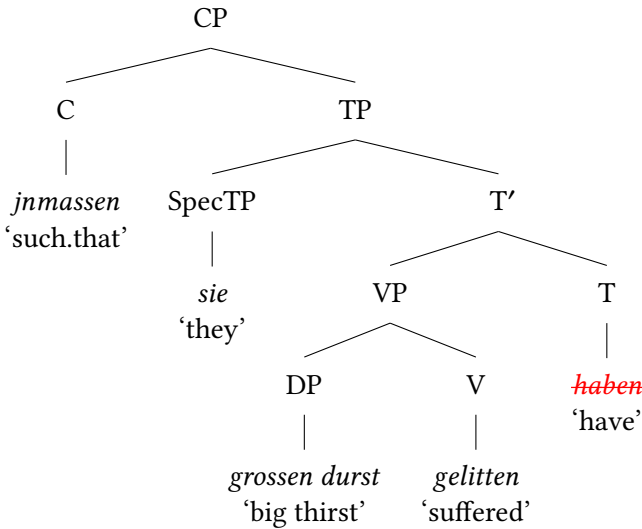 CP
C TP
jnmassen SpecTP T′
‘such.that’
sie VP T
‘they’
DP V haben
‘have’
grossen durst gelitten
‘big thirst’ ‘suffered’